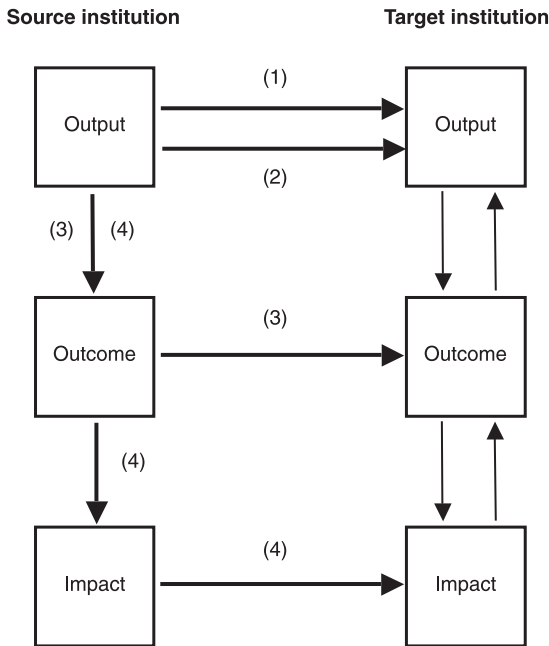 Source institution Target institution
(1)
Output Output
(2)
(3) (4)
(3)
Outcome Outcome
(4)
(4)
Impact Impact